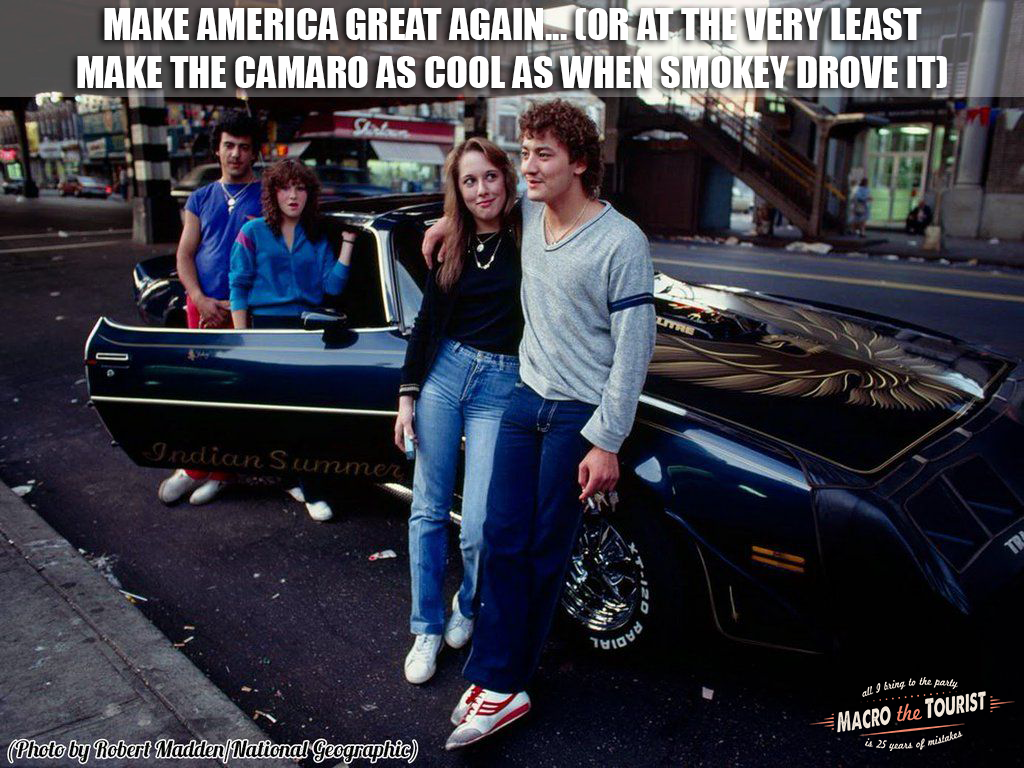 MAKE AMERICA GREAT AGAIN... (OR AT THE VERY LEAST
MAKE THE CAMARO AS COOL AS WHEN SMOKEY DROVE IT)
LITRE
Indian Summer
RADIAL
all I bring to the party
MACRO the TOURIST
is 25 years of mistakes
(Photo by Robert Madden/National Geographic)